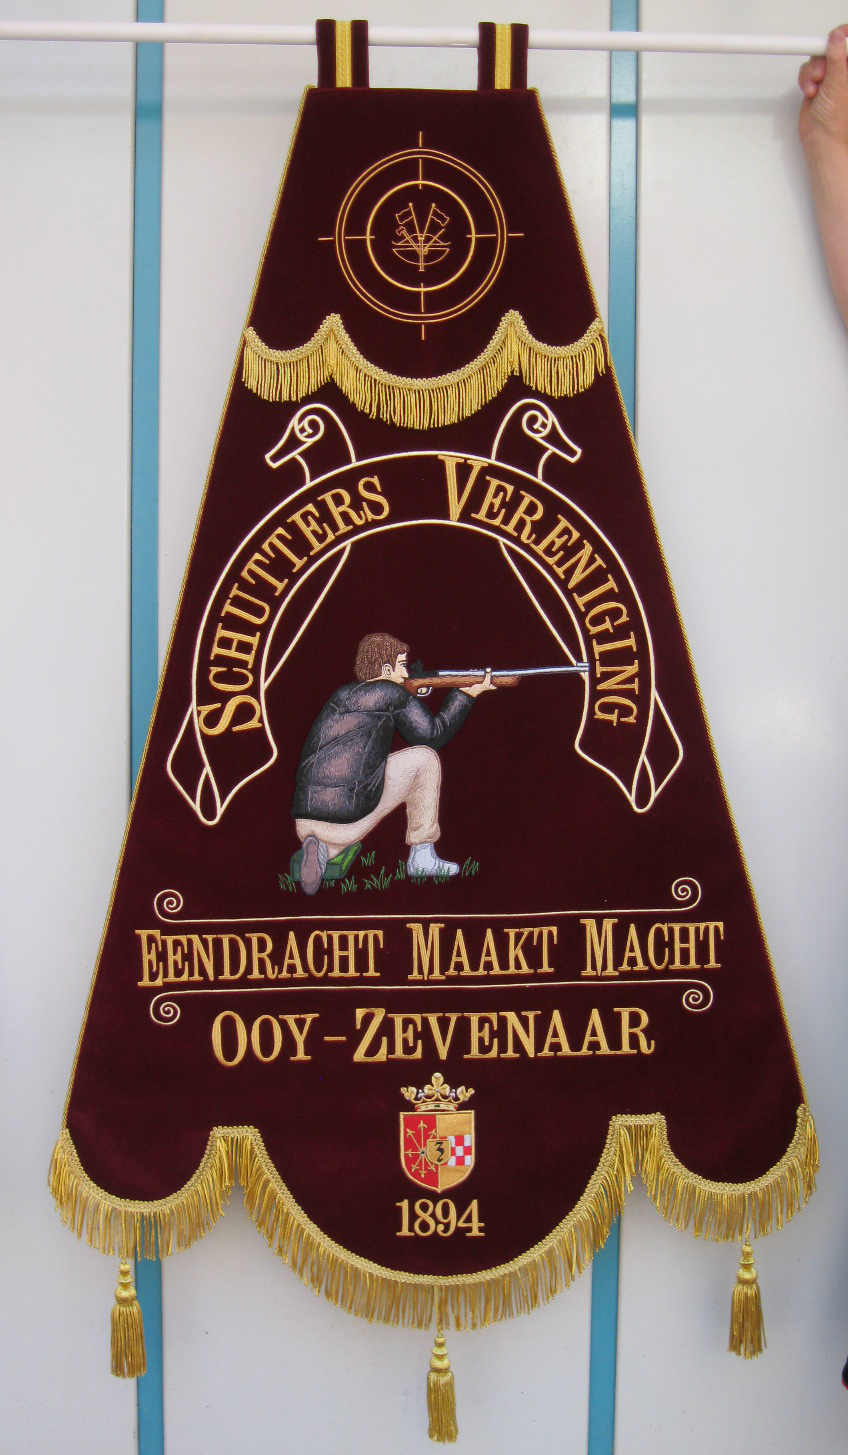 SCHUTTERS VERENIGING
EENDRACHT MAAKT MACHT
OOY-ZEVENAAR
1894